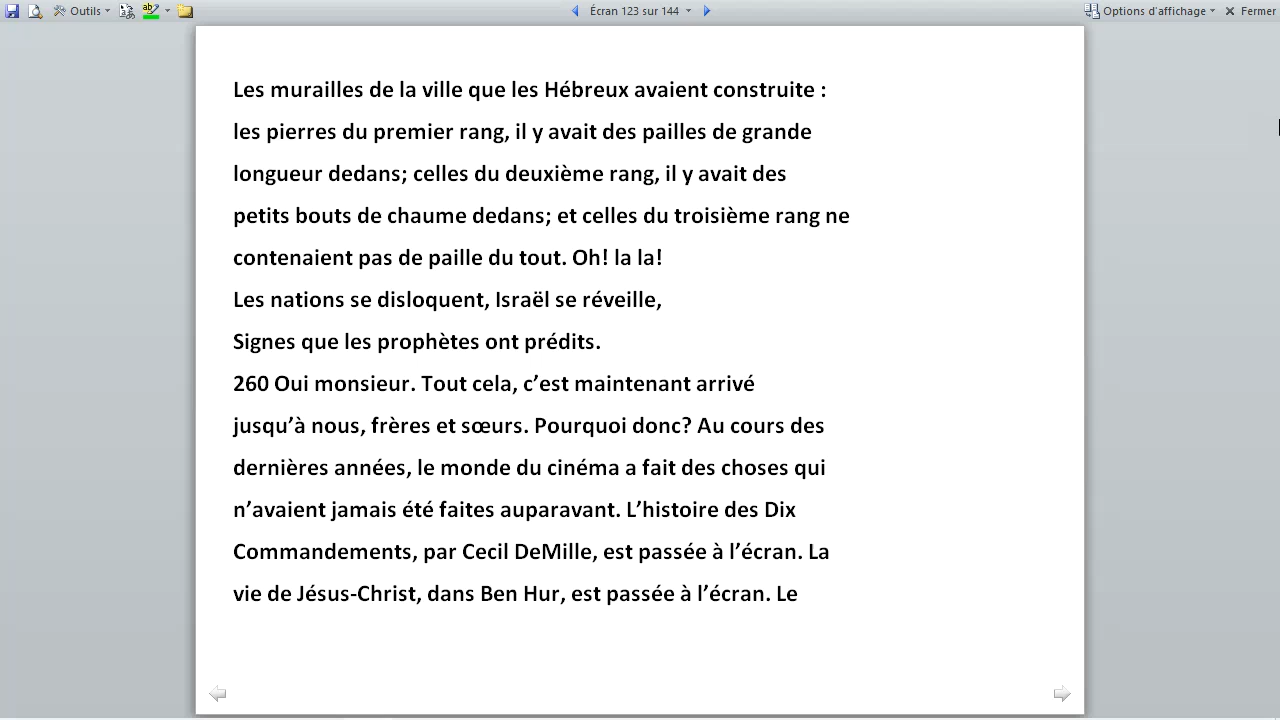 Outils
Écran 123 sur 144
Options d'affichage
Fermer
Les murailles de la ville que les Hébreux avaient construite :
les pierres du premier rang, il y avait des pailles de grande
longueur dedans; celles du deuxième rang, il y avait des
petits bouts de chaume dedans; et celles du troisième rang ne
contenaient pas de paille du tout. Oh! la la!
Les nations se disloquent, Israël se réveille,
Signes que les prophètes ont prédits.
260 Oui monsieur. Tout cela, c’est maintenant arrivé
jusqu’à nous, frères et sœurs. Pourquoi donc? Au cours des
dernières années, le monde du cinéma a fait des choses qui
n’avaient jamais été faites auparavant. L’histoire des Dix
Commandements, par Cecil DeMille, est passée à l’écran. La
vie de Jésus-Christ, dans Ben Hur, est passée à l’écran. Le